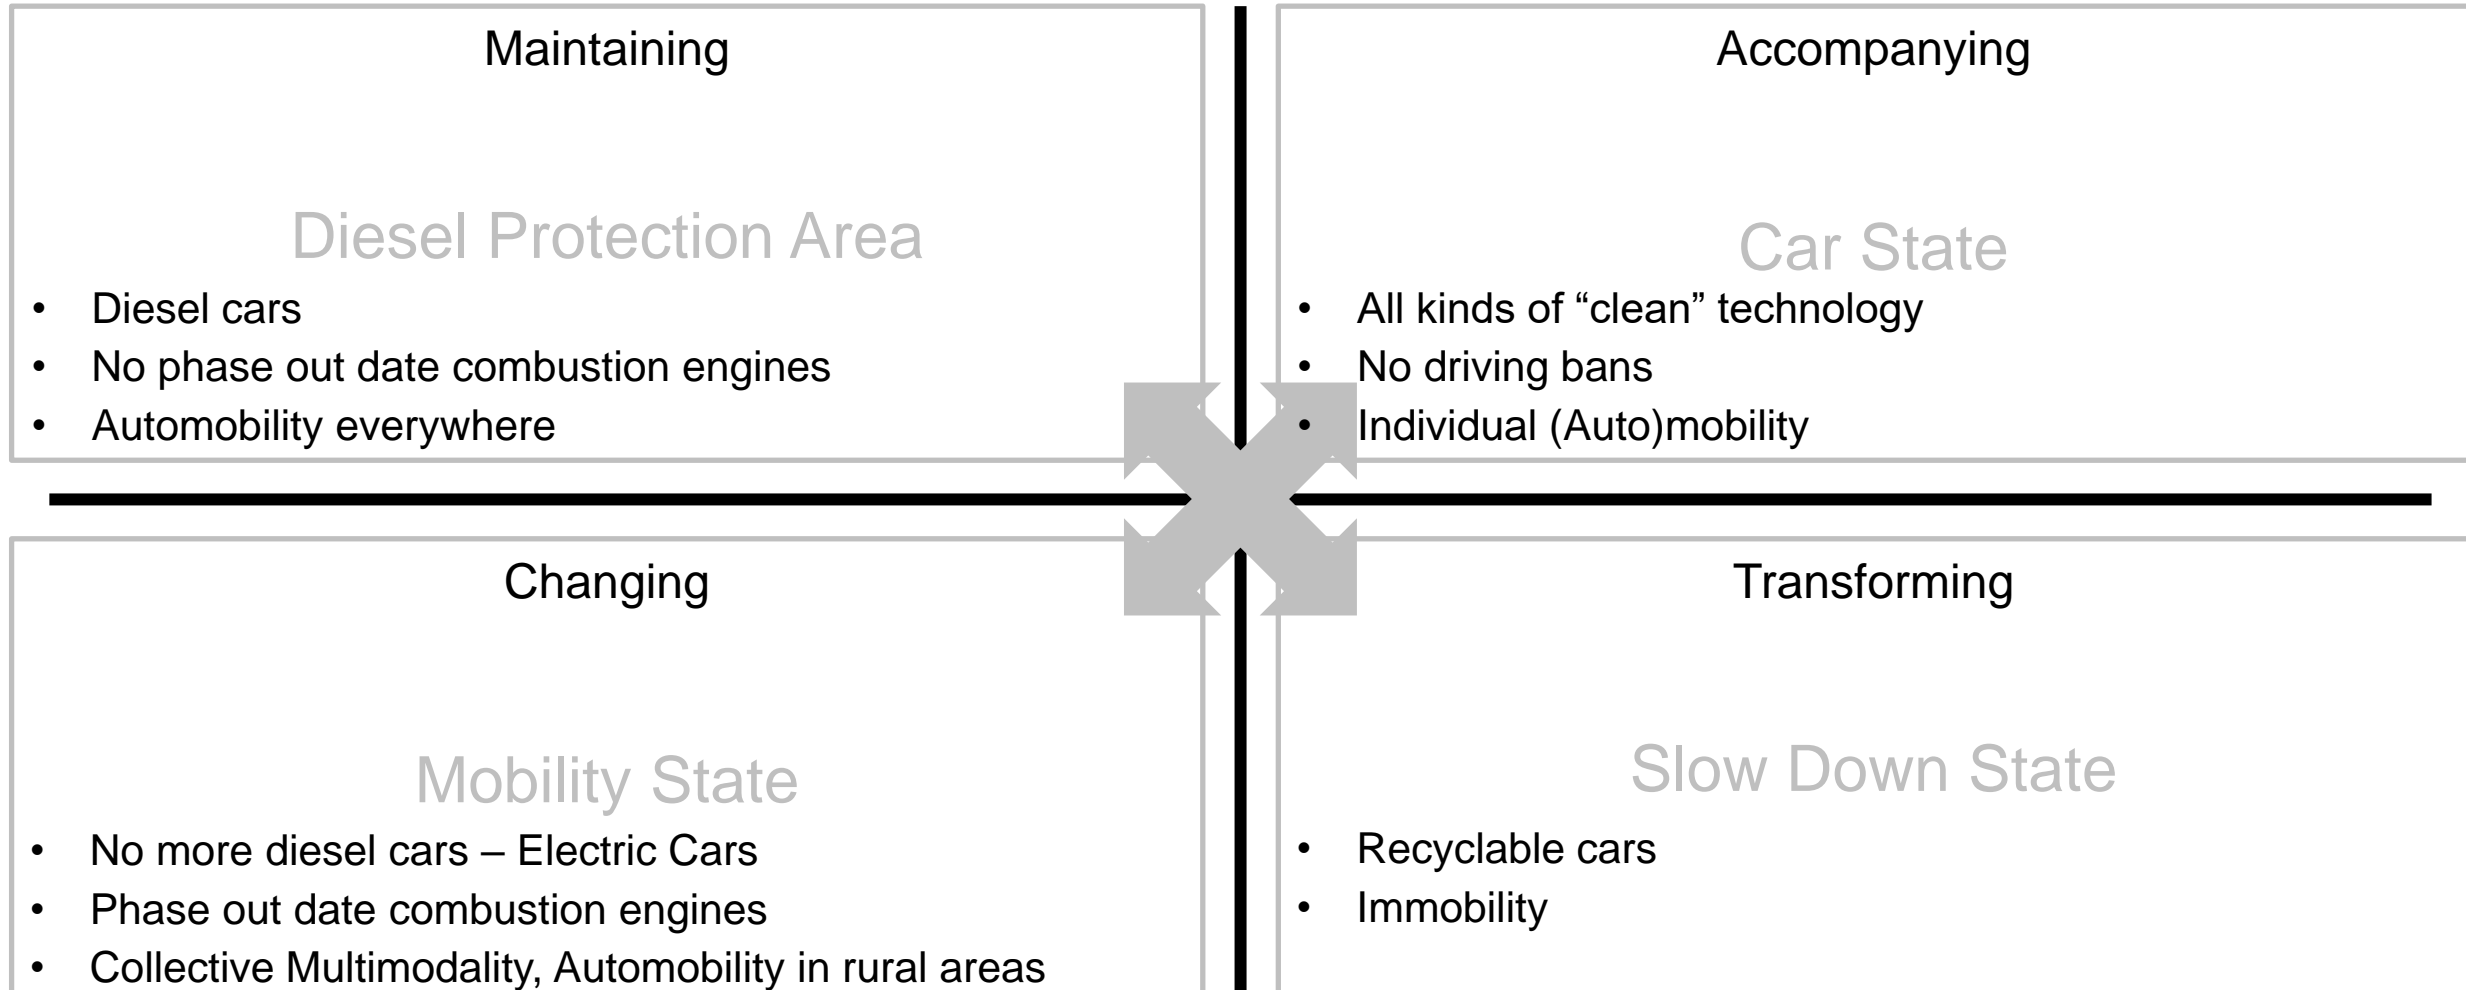 Maintaining
Diesel Protection Area
• Diesel cars
• No phase out date combustion engines
• Automobility everywhere
Accompanying
Car State
• All kinds of “clean” technology
• No driving bans
• Individual (Auto)mobility
Changing
Mobility State
• No more diesel cars – Electric Cars
• Phase out date combustion engines
• Collective Multimodality, Automobility in rural areas
Transforming
Slow Down State
• Recyclable cars
• Immobility